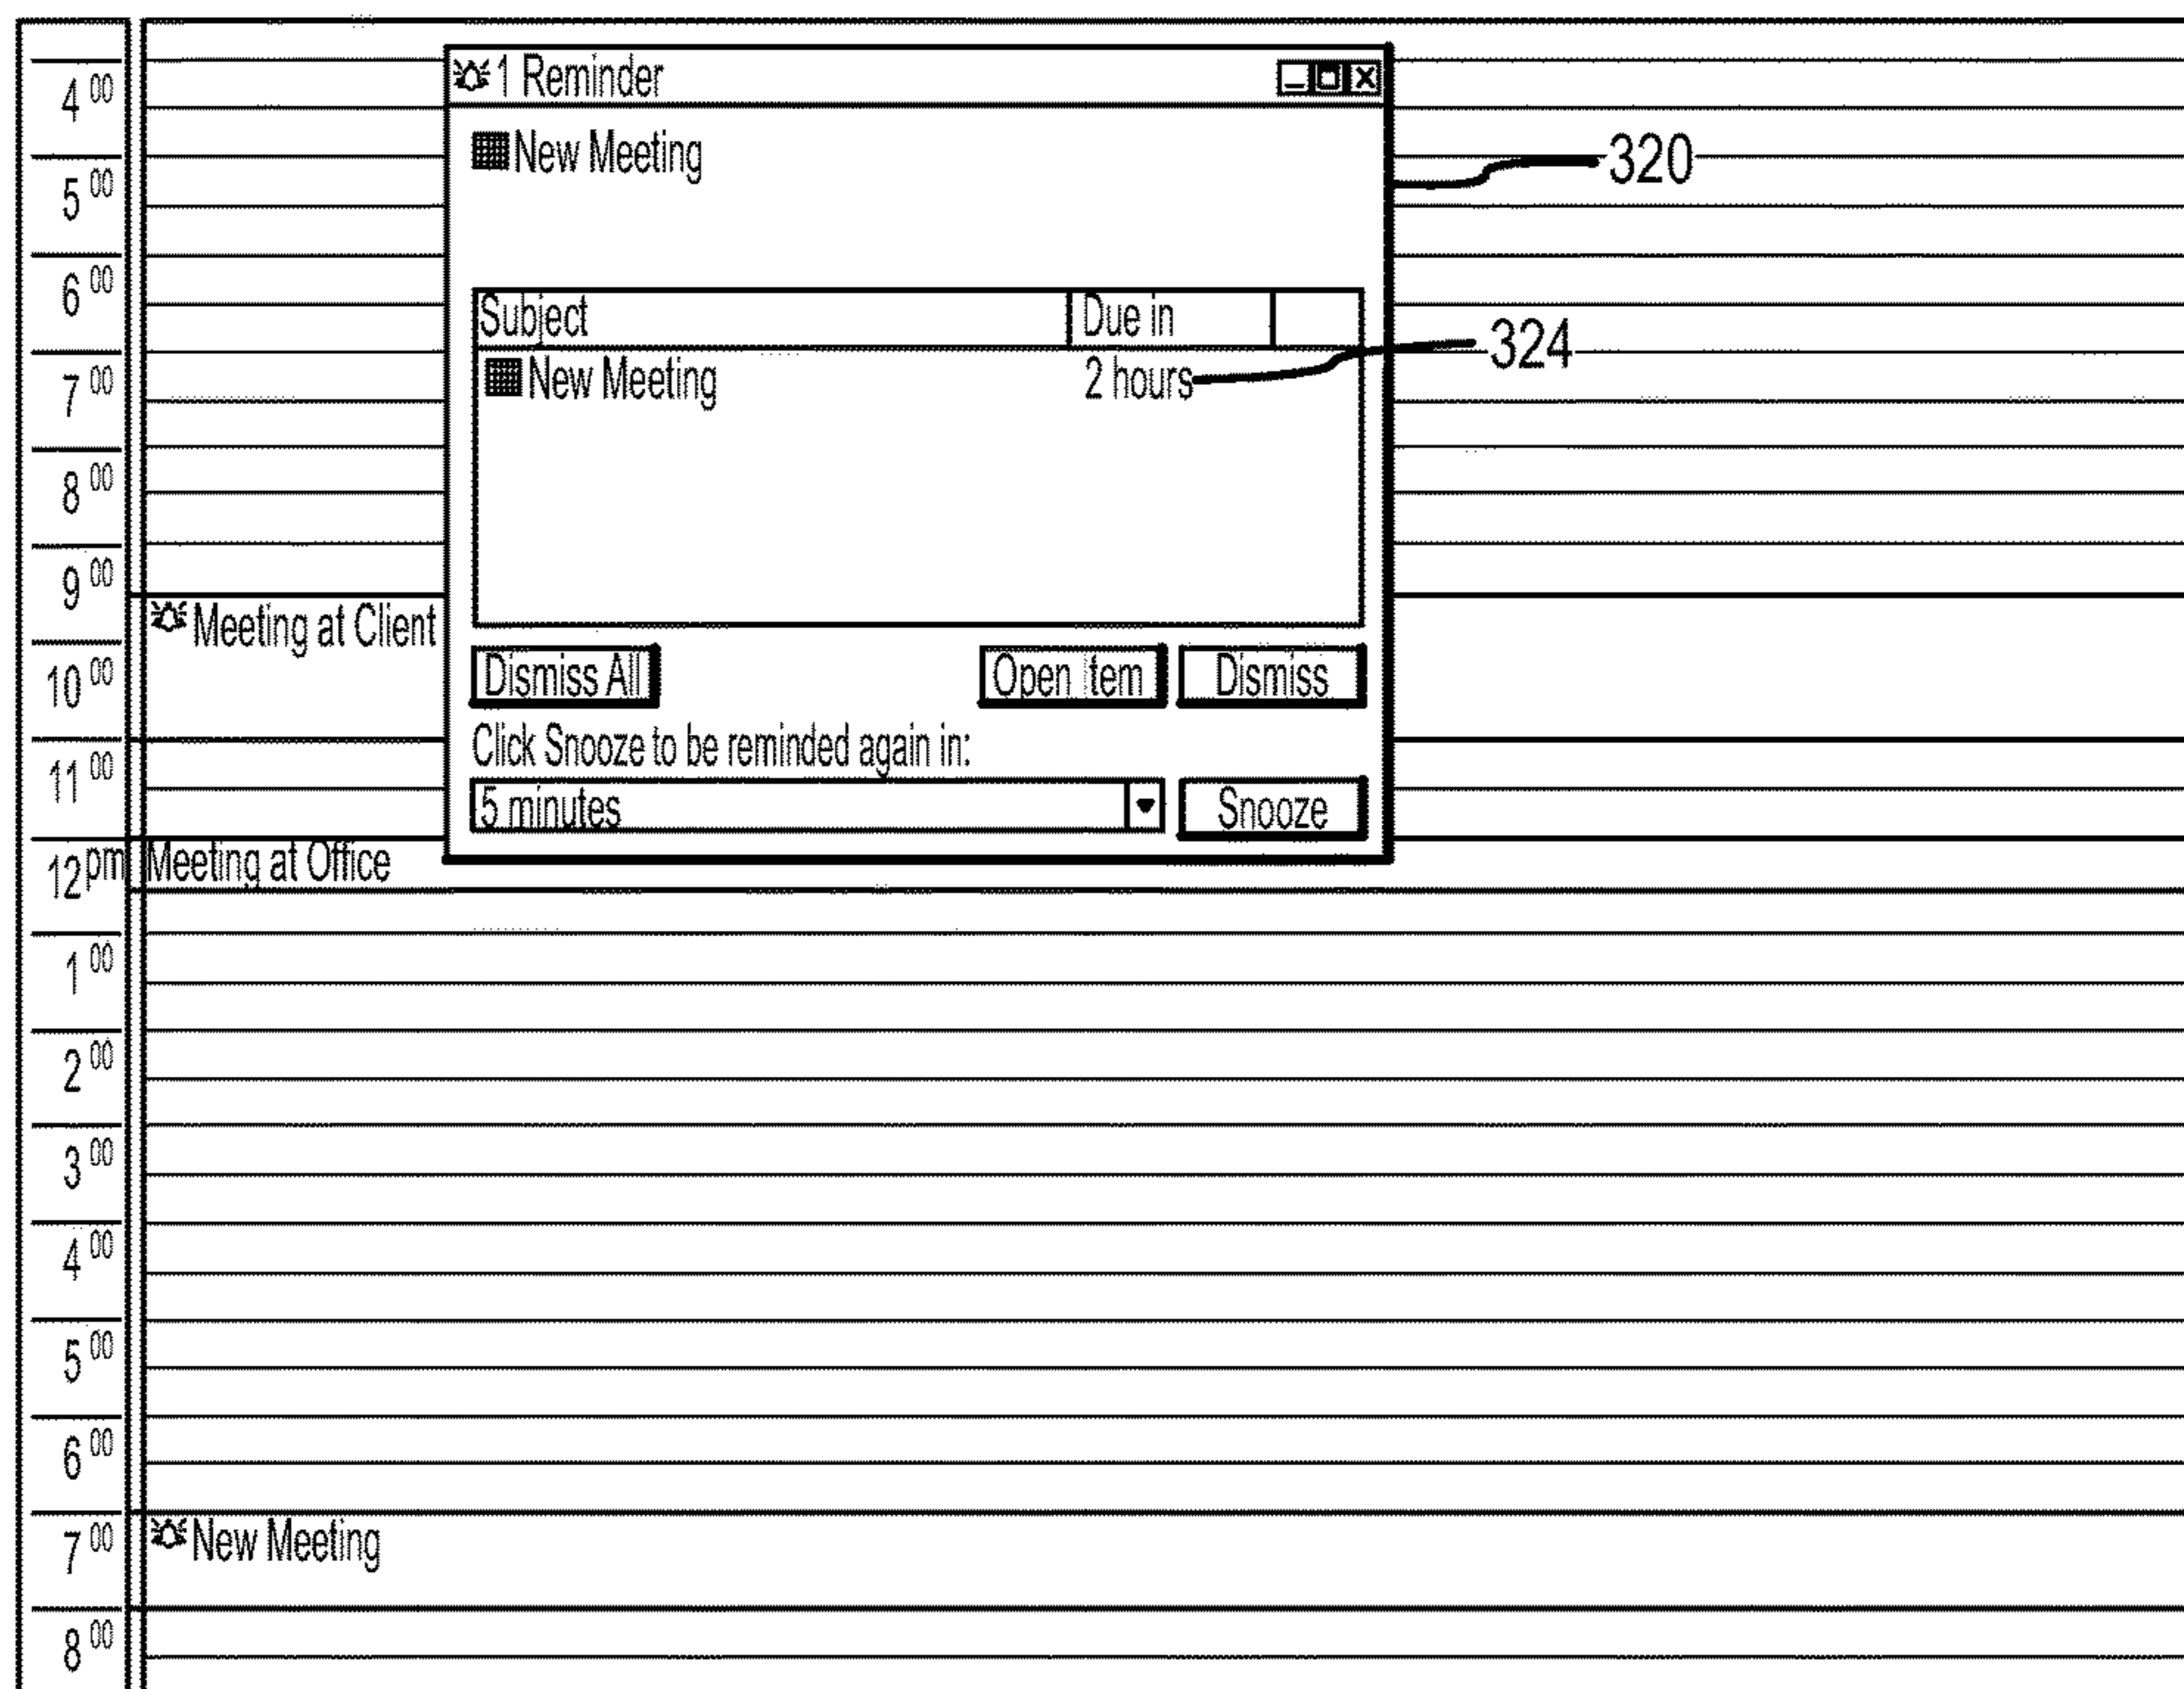 1 Reminder
4 00
New Meeting
320
5 00
6 00
Subject Due in
324
7 00
New Meeting 2 hours
8 00
9 00
Meeting at Client
10 00
Dismiss All Open Item Dismiss
Click Snooze to be reminded again in:
11 00
5 minutes Snooze
12 pm Meeting at Office
1 00
2 00
3 00
4 00
5 00
6 00
7 00 New Meeting
8 00